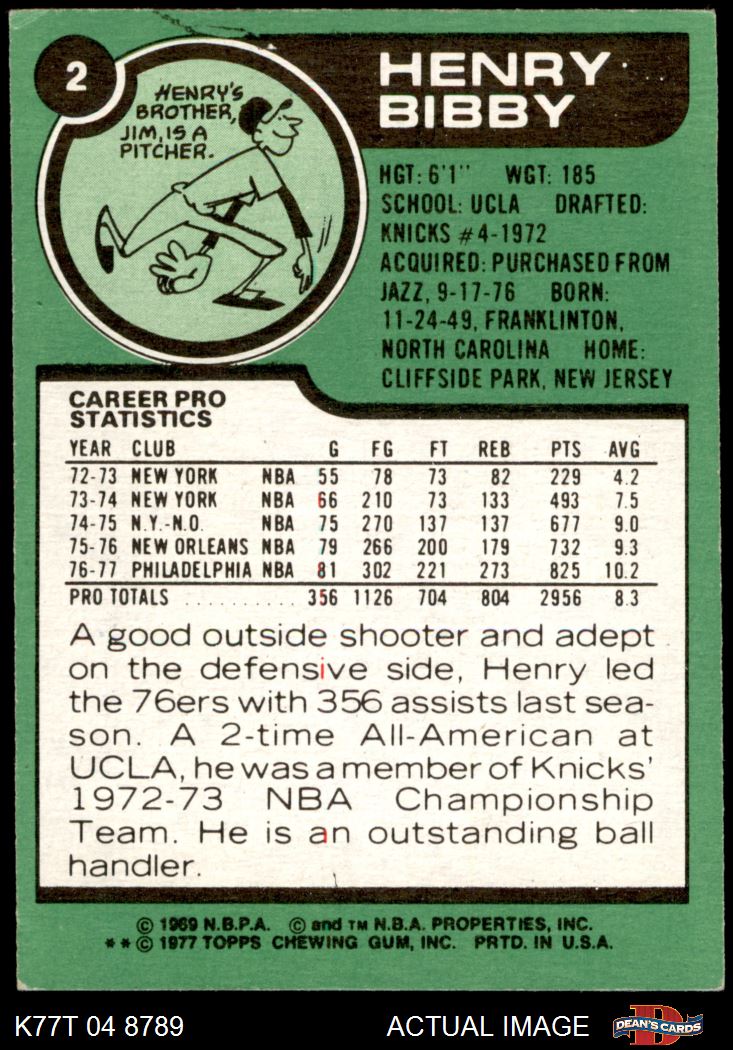 2
HENRY'S
BROTHER,
JIM, IS A
PITCHER.
HENRY
BIBBY
HGT: 6'1" WGT: 185
SCHOOL: UCLA DRAFTED:
KNICKS #4-1972
ACQUIRED: PURCHASED FROM
JAZZ, 9-17-76 BORN:
11-24-49, FRANKLINTON,
NORTH CAROLINA HOME:
CLIFFSIDE PARK, NEW JERSEY
CAREER PRO
STATISTICS
YEAR CLUB G FG FT REB PTS AVG
72-73 NEW YORK NBA 55 78 73 82 229 4.2
73-74 NEW YORK NBA 66 210 73 133 493 7.5
74-75 N.Y.-N.O. NBA 75 270 137 137 677 9.0
75-76 NEW ORLEANS NBA 79 266 200 179 732 9.3
76-77 PHILADELPHIA NBA 81 302 221 273 825 10.2
PRO TOTALS .......... 356 1126 704 804 2956 8.3
A good outside shooter and adept
on the defensive side, Henry led
the 76ers with 356 assists last sea-
son. A 2-time All-American at
UCLA, he was a member of Knicks'
1972-73 NBA Championship
Team. He is an outstanding ball
handler.
© 1969 N.B.P.A. © and TM N.B.A. PROPERTIES, INC.
**© 1977 TOPPS CHEWING GUM, INC. PRTD. IN U.S.A.
K77T 04 8789 ACTUAL IMAGE
D
DEAN'S CARDS